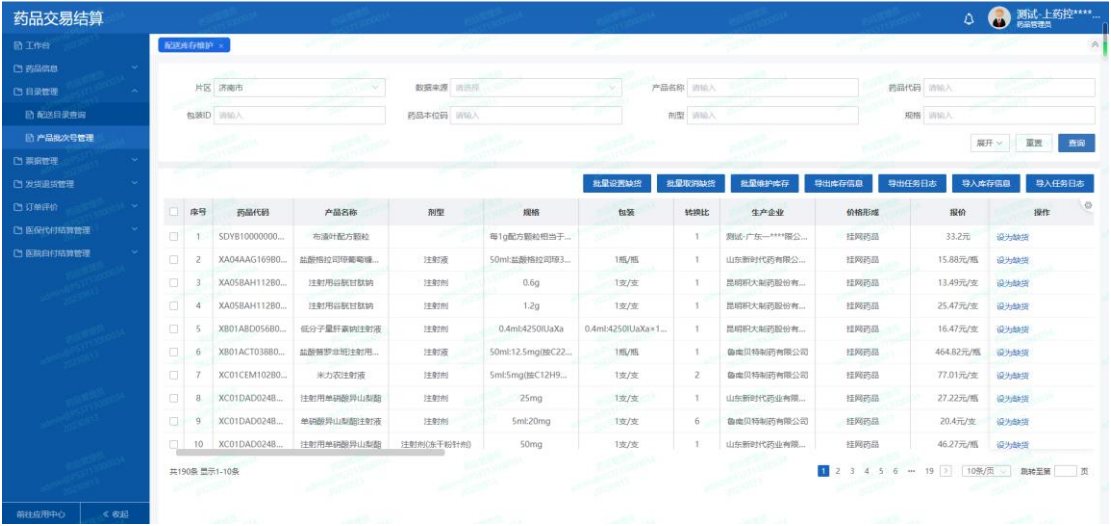 药品交易结算
测试-上药控****...
药品管理员
工作台
药品信息
目录管理
配送目录查询
产品批次号管理
票据管理
发货退货管理
订单评价
医保代付结算管理
医院自付结算管理
前往应用中心 收起
配送库存维护 ×
片区 济南市 数据来源 请选择 产品名称 请输入 药品代码 请输入
包装ID 请输入 药品本位码 请输入 剂型 请输入 规格 请输入
展开 重置 查询
批量设置缺货 批量取消缺货 批量维护库存 导出库存信息 导出任务日志 导入库存信息 导入任务日志
序号 药品代码 产品名称 剂型 规格 包装 转换比 生产企业 价格形成 报价 操作
1 SDYB10000000... 布渣叶配方颗粒 每1g配方颗粒相当于... 1 测试-广东一****限公... 挂网药品 33.2元 设为缺货
2 XA04AAG169B0... 盐酸格拉司琼葡萄糖... 注射液 50ml:盐酸格拉司琼3... 1瓶/瓶 1 山东新时代药有限公... 挂网药品 15.88元/瓶 设为缺货
3 XA05BAH112B0... 注射用谷胱甘肽钠 注射剂 0.6g 1支/支 1 昆明积大制药股份有... 挂网药品 13.49元/支 设为缺货
4 XA05BAH112B0... 注射用谷胱甘肽钠 注射剂 1.2g 1支/支 1 昆明积大制药股份有... 挂网药品 25.47元/支 设为缺货
5 XB01ABD056B0... 低分子量肝素钠注射液 注射剂 0.4ml:4250IUaXa 0.4ml:4250IUaXa×1... 1 昆明积大制药股份有... 挂网药品 16.47元/支 设为缺货
6 XB01ACT038B0... 盐酸替罗非班注射用... 注射液 50ml:12.5mg(按C22... 1瓶/瓶 1 鲁南贝特制药有限公司 挂网药品 464.82元/瓶 设为缺货
7 XC01CEM102B0... 米力农注射液 注射剂 5ml:5mg(按C12H9... 1支/支 2 鲁南贝特制药有限公司 挂网药品 77.01元/支 设为缺货
8 XC01DAD024B... 注射用单硝酸异山梨酯 注射剂 25mg 1支/支 1 山东新时代药业有限... 挂网药品 27.22元/瓶 设为缺货
9 XC01DAD024B... 单硝酸异山梨酯注射液 注射剂 5ml:20mg 1支/支 6 鲁南贝特制药有限公司 挂网药品 20.4元/支 设为缺货
10 XC01DAD024B... 注射用单硝酸异山梨酯 注射剂(冻干粉针剂) 50mg 1支/支 1 山东新时代药业有限... 挂网药品 46.27元/瓶 设为缺货
共190条 显示1-10条 1 2 3 4 5 6 ··· 19 10条/页 跳转至第 页